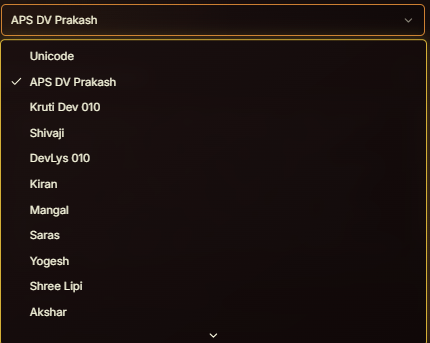 APS DV Prakash
Unicode
APS DV Prakash
Kruti Dev 010
Shivaji
DevLys 010
Kiran
Mangal
Saras
Yogesh
Shree Lipi
Akshar